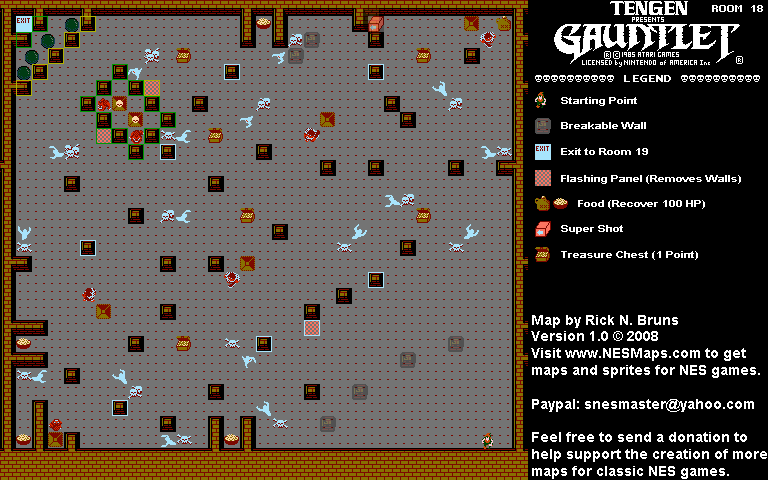 EXIT
TENGEN
ROOM 18
PRESENTS
GAUNTLET
® © 1985 ATARI GAMES
LICENSED by NINTENDO of AMERICA Inc
®
LEGEND
Starting Point
Breakable Wall
EXIT
Exit to Room 19
Flashing Panel (Removes Walls)
Food (Recover 100 HP)
Super Shot
Treasure Chest (1 Point)
Map by Rick N. Bruns
Version 1.0 © 2008
Visit www.NESMaps.com to get
maps and sprites for NES games.
Paypal: snesmaster@yahoo.com
Feel free to send a donation to
help support the creation of more
maps for classic NES games.